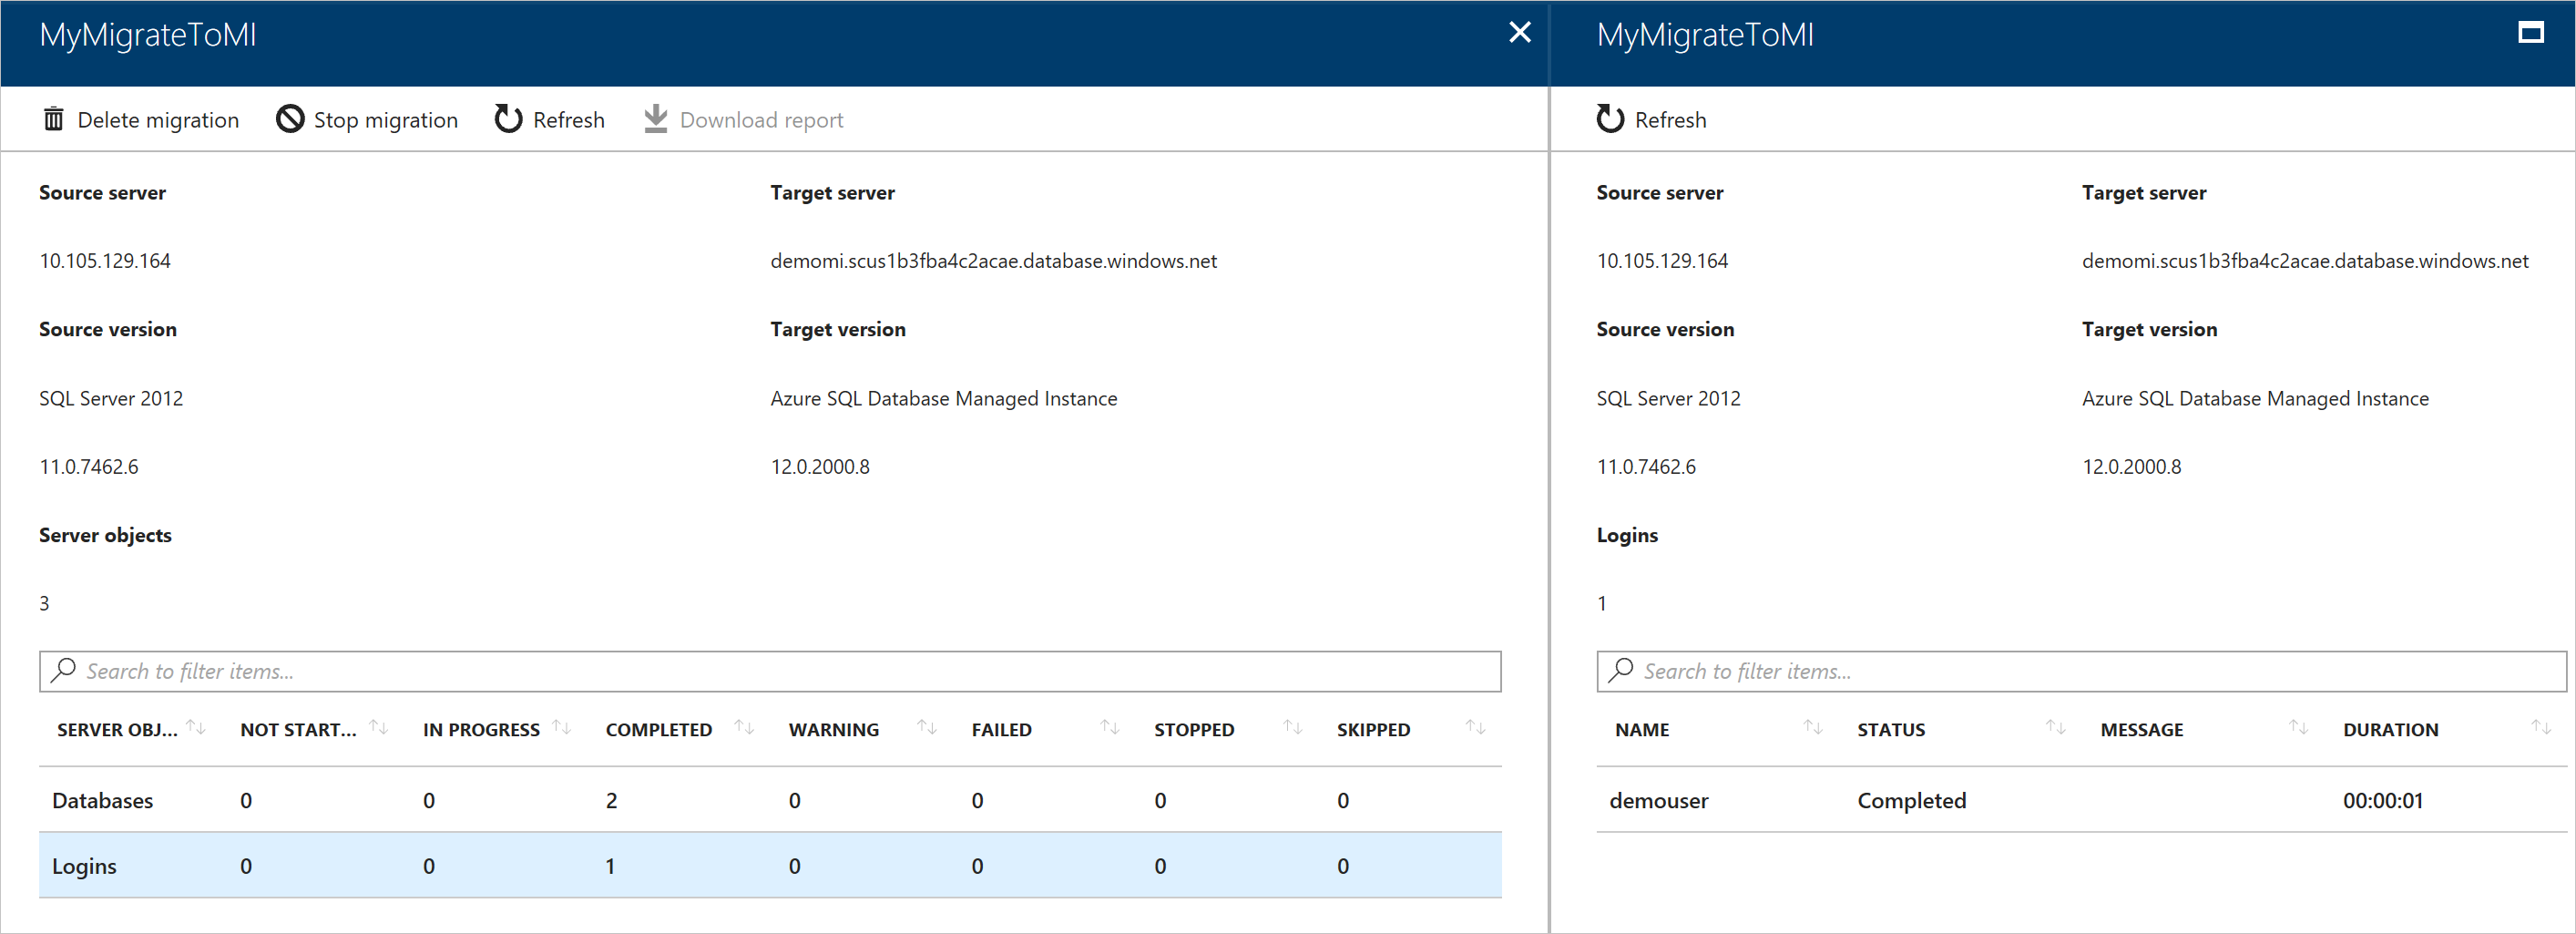 MyMigrateToMI
Delete migration Stop migration Refresh Download report
Source server Target server
10.105.129.164 demomi.scus1b3fba4c2acae.database.windows.net
Source version Target version
SQL Server 2012 Azure SQL Database Managed Instance
11.0.7462.6 12.0.2000.8
Server objects
3
Search to filter items...
SERVER OBJ... NOT START... IN PROGRESS COMPLETED WARNING FAILED STOPPED SKIPPED
Databases 0 0 2 0 0 0 0
Logins 0 0 1 0 0 0 0
MyMigrateToMI
Refresh
Source server Target server
10.105.129.164 demomi.scus1b3fba4c2acae.database.windows.net
Source version Target version
SQL Server 2012 Azure SQL Database Managed Instance
11.0.7462.6 12.0.2000.8
Logins
1
Search to filter items...
NAME STATUS MESSAGE DURATION
demouser Completed 00:00:01